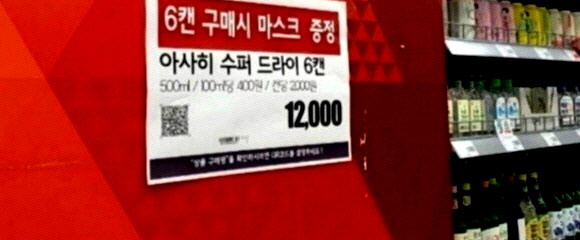 6캔 구매시 마스크 증정
아사히 수퍼 드라이 6캔
500ml / 100ml당 400원 / 캔당 2,000원
12,000